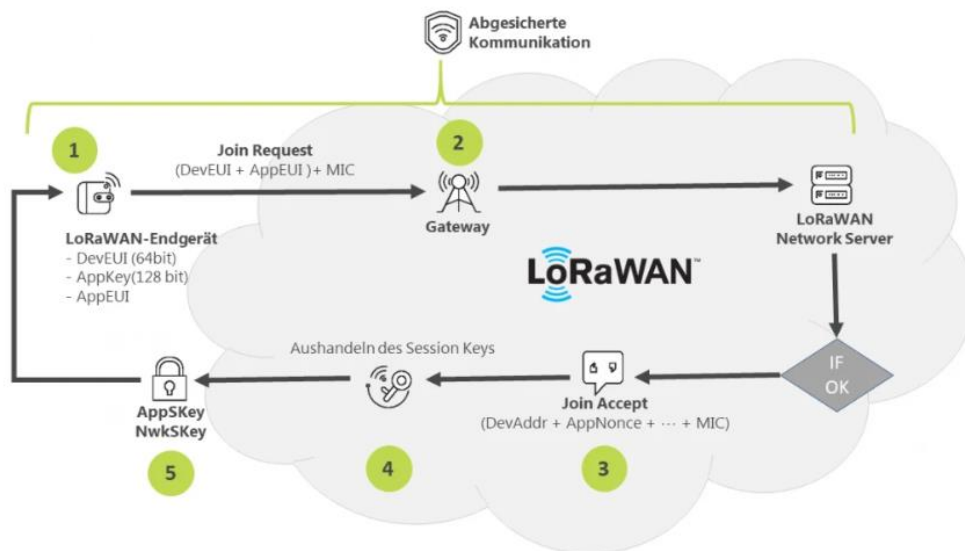 Abgesicherte
Kommunikation
1
Join Request
(DevEUI + AppEUI )+ MIC
2
Gateway
LoRaWAN
Network Server
LoRaWAN-Endgerät
- DevEUI (64bit)
- AppKey(128 bit)
- AppEUI
LoRaWAN™
IF
OK
Aushandeln des Session Keys
Join Accept
(DevAddr + AppNonce + ··· + MIC)
AppSKey
NwkSKey
5
4
3